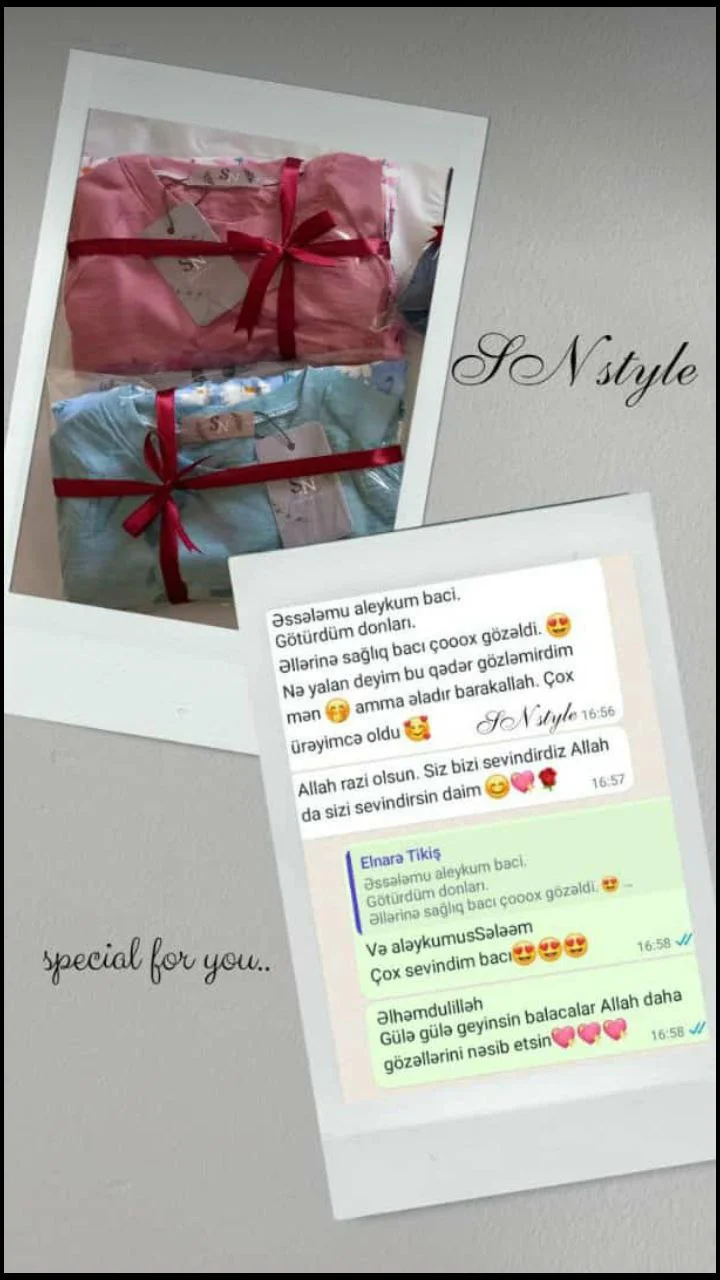 SN
SN
SN
SN
SN style
Əssələmu aleykum baci.
Götürdüm donları.
Əllərinə sağlıq bacı çooox gözəldi. 😍
Nə yalan deyim bu qədər gözləmirdim
mən 🤭 amma əladır barakallah. Çox
ürəyimcə oldu 🥰 SN style 16:56
Allah razi olsun. Siz bizi sevindirdiz Allah
da sizi sevindirsin daim 😊💖🌹 16:57
Elnarə Tikiş
Əssələmu aleykum baci.
Götürdüm donları.
Əllərinə sağlıq bacı çooox gözəldi. 😍 ...
Və aləykumusSələəm
Çox sevindim bacı😍😍😍 16:58
Əlhəmdulilləh
Gülə gülə geyinsin balacalar Allah daha
gözəllərini nəsib etsin💖💖💖 16:58
special for you..